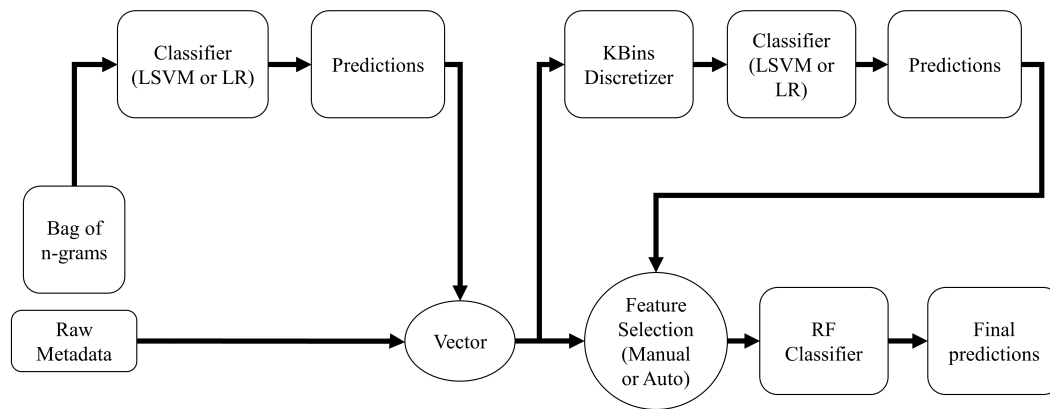 Classifier
(LSVM or LR)
Predictions
KBins
Discretizer
Classifier
(LSVM or
LR)
Predictions
Bag of
n-grams
Raw
Metadata
Vector
Feature
Selection
(Manual
or Auto)
RF
Classifier
Final
predictions